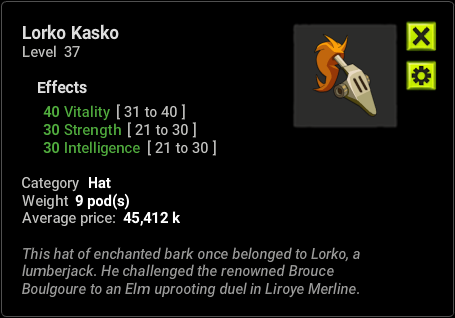 Lorko Kasko
Level 37
Effects
40 Vitality [ 31 to 40 ]
30 Strength [ 21 to 30 ]
30 Intelligence [ 21 to 30 ]
Category Hat
Weight 9 pod(s)
Average price: 45,412 k
This hat of enchanted bark once belonged to Lorko, a
lumberjack. He challenged the renowned Brouce
Boulgoure to an Elm uprooting duel in Liroye Merline.